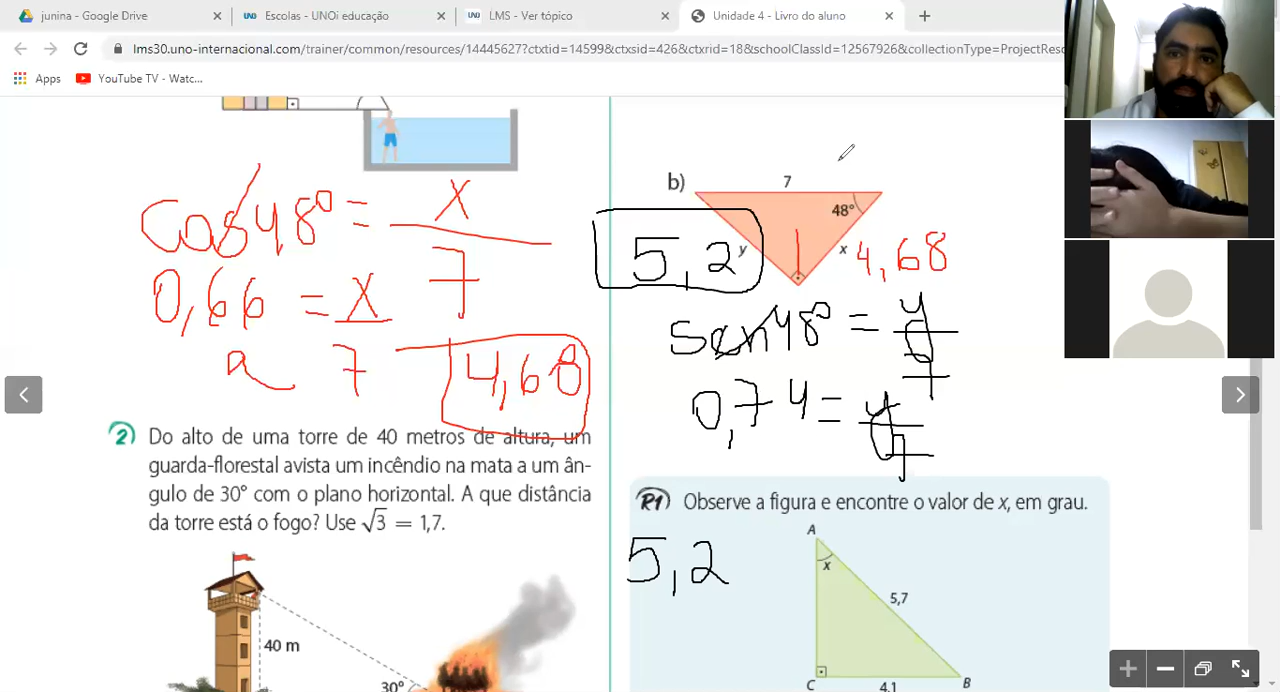 junina - Google Drive
Escolas - UNOi educação
LMS - Ver tópico
Unidade 4 - Livro do aluno
lms30.uno-internacional.com/trainer/common/resources/14445627?ctxtid=14599&ctxsid=426&ctxrid=18&schoolClassId=12567926&collectionType=ProjectReso
Apps
YouTube TV - Watc...
cos 48° = x / 7
0,66 = x / 7
4,68
2 Do alto de uma torre de 40 metros de altura, um
guarda-florestal avista um incêndio na mata a um ân-
gulo de 30° com o plano horizontal. A que distância
da torre está o fogo? Use √3 = 1,7.
40 m
30°
b)
7
48°
5,2
y
x
4,68
sen 48° = y / 7
0,74 = y / 7
R1 Observe a figura e encontre o valor de x, em grau.
5,2
A
x
5,7
C
4,1
B